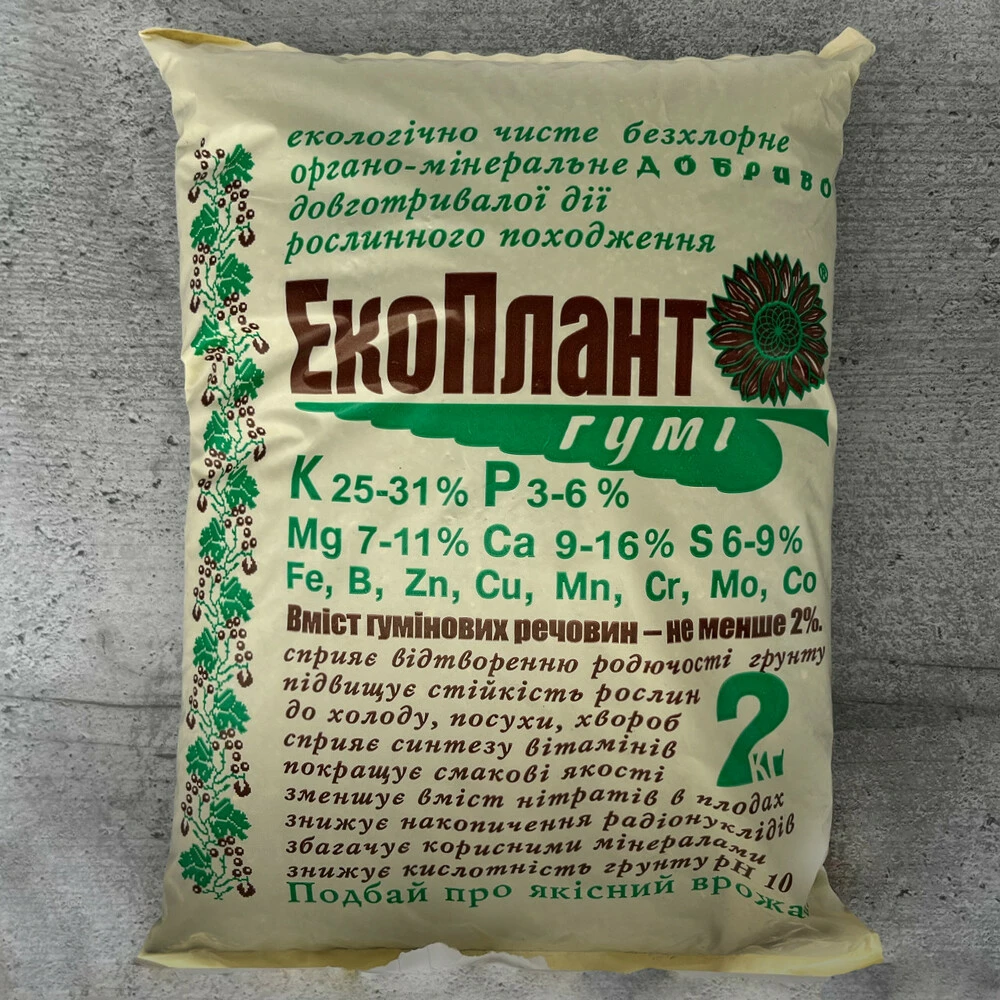 екологічно чисте безхлорне
органо-мінеральне добриво
довготривалої дії
рослинного походження
ЕкоПлант ®
гумі
K 25-31% P 3-6 %
Mg 7-11% Ca 9-16% S 6-9%
Fe, B, Zn, Cu, Mn, Cr, Mo, Co
Вміст гумінових речовин – не менше 2%.
сприяє відтворенню родючості грунту
підвищує стійкість рослин
до холоду, посухи, хвороб
2 кг
сприяє синтезу вітамінів
покращує смакові якості
зменшує вміст нітратів в плодах
знижує накопичення радіонуклідів
збагачує корисними мінералами
знижує кислотність грунту pH 10
Подбай про якісний